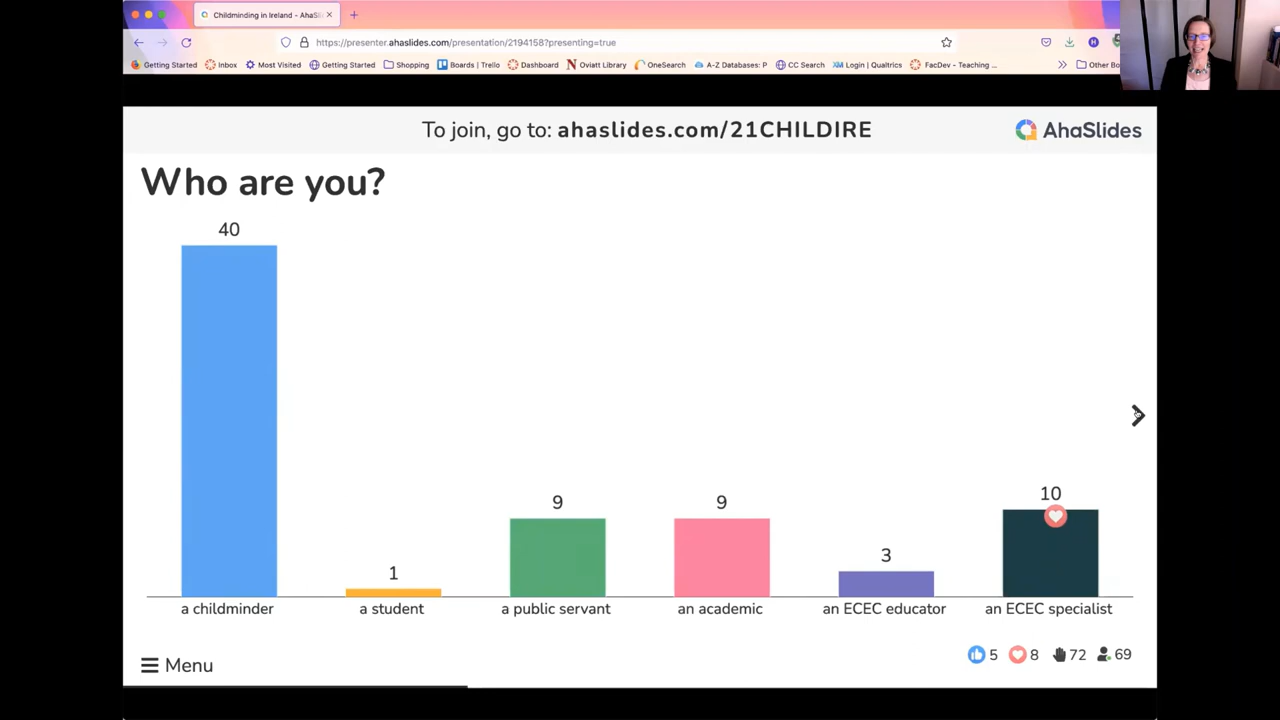 Childminding in Ireland - AhaSli
https://presenter.ahaslides.com/presentation/2194158?presenting=true
Getting Started Inbox Most Visited Getting Started Shopping Boards | Trello Dashboard Oviatt Library OneSearch A-Z Databases: P CC Search Login | Qualtrics FacDev - Teaching ... Other Bo
To join, go to: ahaslides.com/21CHILDIRE
AhaSlides
Who are you?
40
1
9
9
3
10
a childminder
a student
a public servant
an academic
an ECEC educator
an ECEC specialist
Menu
5 8 72 69